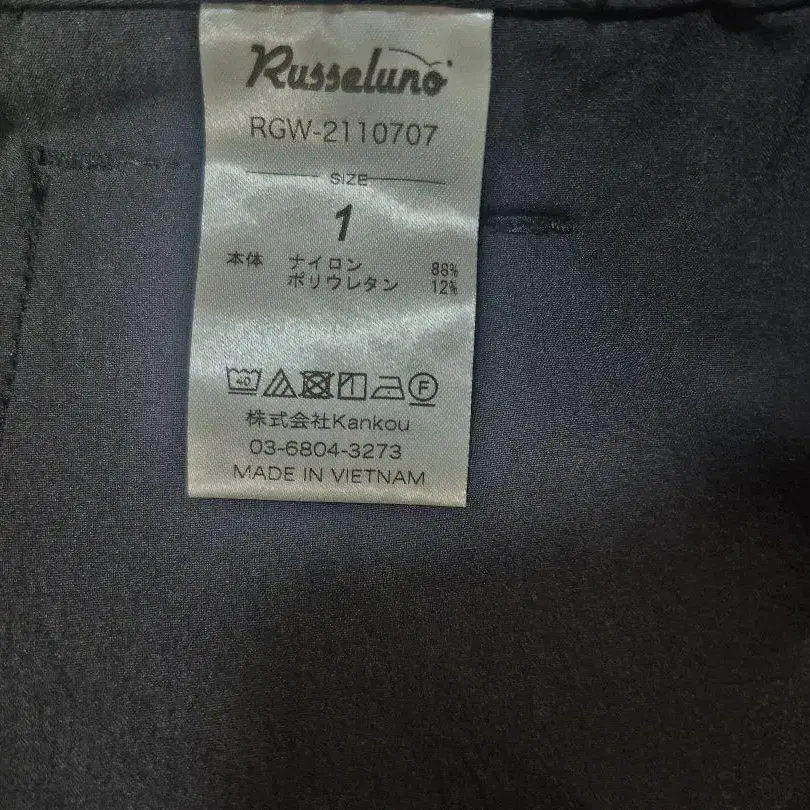 Russeluno
RGW-2110707
SIZE
1
本体 ナイロン 88%
ポリウレタン 12%
40
F
株式会社Kankou
03-6804-3273
MADE IN VIETNAM